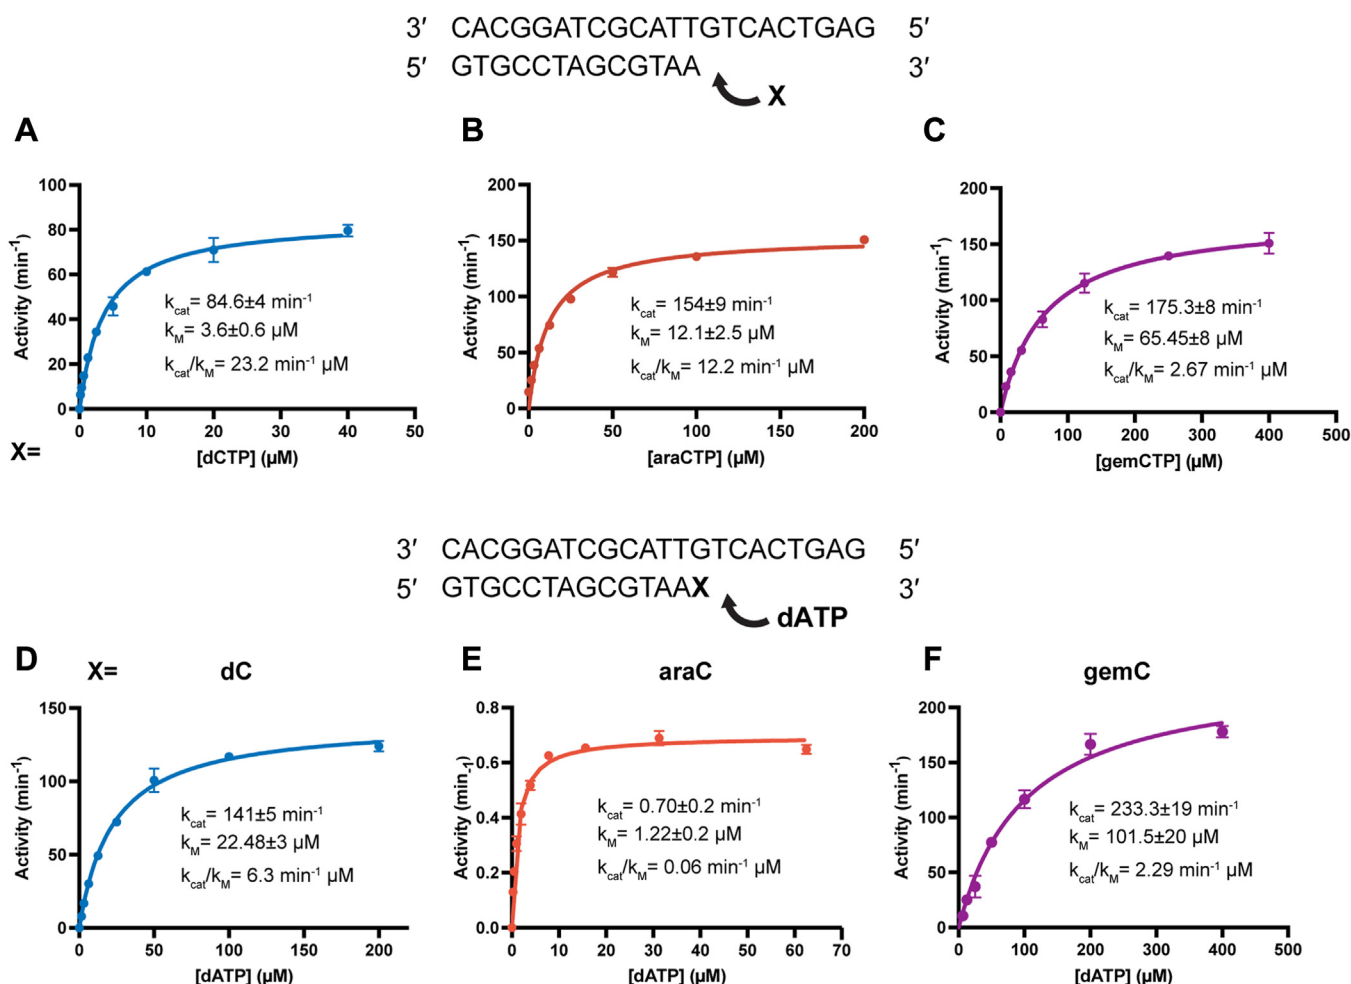 3′ CACGGATCGCATTGTCACTGAG 5′
5′ GTGCCTAGCGTAA 3′
X
A
B
C
Activity (min⁻¹)
100
80
60
40
20
0
kcat= 84.6±4 min⁻¹
kM= 3.6±0.6 µM
kcat/kM= 23.2 min⁻¹ µM
0 10 20 30 40 50
[dCTP] (µM)
Activity (min⁻¹)
200
150
100
50
0
kcat= 154±9 min⁻¹
kM= 12.1±2.5 µM
kcat/kM= 12.2 min⁻¹ µM
0 50 100 150 200
[araCTP] (µM)
Activity (min⁻¹)
200
150
100
50
0
kcat= 175.3±8 min⁻¹
kM= 65.45±8 µM
kcat/kM= 2.67 min⁻¹ µM
0 100 200 300 400 500
[gemCTP] (µM)
X=
3′ CACGGATCGCATTGTCACTGAG 5′
5′ GTGCCTAGCGTAAX 3′
dATP
D X= dC
E araC
F gemC
Activity (min⁻¹)
150
100
50
0
kcat= 141±5 min⁻¹
kM= 22.48±3 µM
kcat/kM= 6.3 min⁻¹ µM
0 50 100 150 200
[dATP] (µM)
Activity (min-1)
0.8
0.6
0.4
0.2
0.0
kcat= 0.70±0.2 min⁻¹
kM= 1.22±0.2 µM
kcat/kM= 0.06 min⁻¹ µM
0 10 20 30 40 50 60 70
[dATP] (µM)
Activity (min⁻¹)
200
150
100
50
0
kcat= 233.3±19 min⁻¹
kM= 101.5±20 µM
kcat/kM= 2.29 min⁻¹ µM
0 100 200 300 400 500
[dATP] (µM)